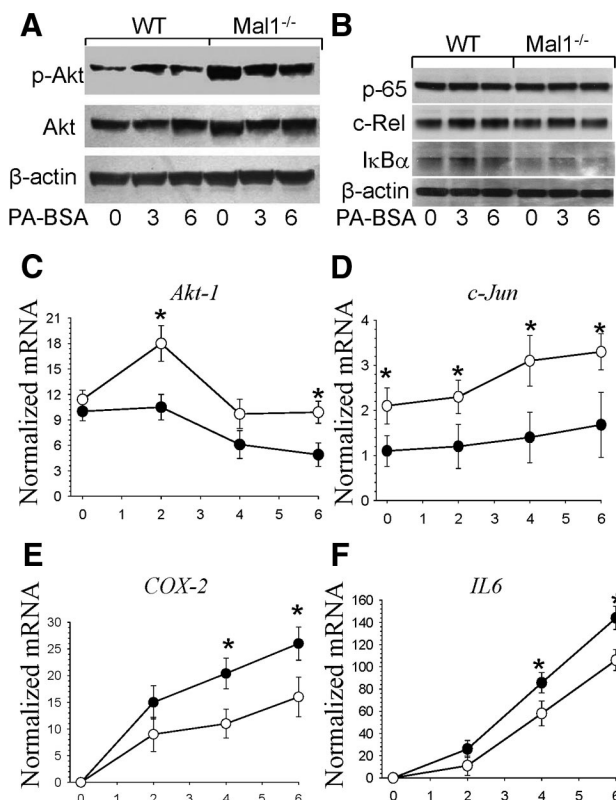 A
WT Mal1-/-
p-Akt
Akt
β-actin
PA-BSA 0 3 6 0 3 6
B
WT Mal1-/-
p-65
c-Rel
IκBα
β-actin
0 3 6 0 3 6
C
Akt-1
Normalized mRNA
21
18
15
12
9
6
3
0
*
*
0 1 2 3 4 5 6
D
c-Jun
Normalized mRNA
4
3
2
1
0
* * * *
0 1 2 3 4 5 6
E
COX-2
Normalized mRNA
30
25
20
15
10
5
0
* *
0 1 2 3 4 5 6
F
IL6
Normalized mRNA
160
140
120
100
80
60
40
20
0
* *
0 1 2 3 4 5 6